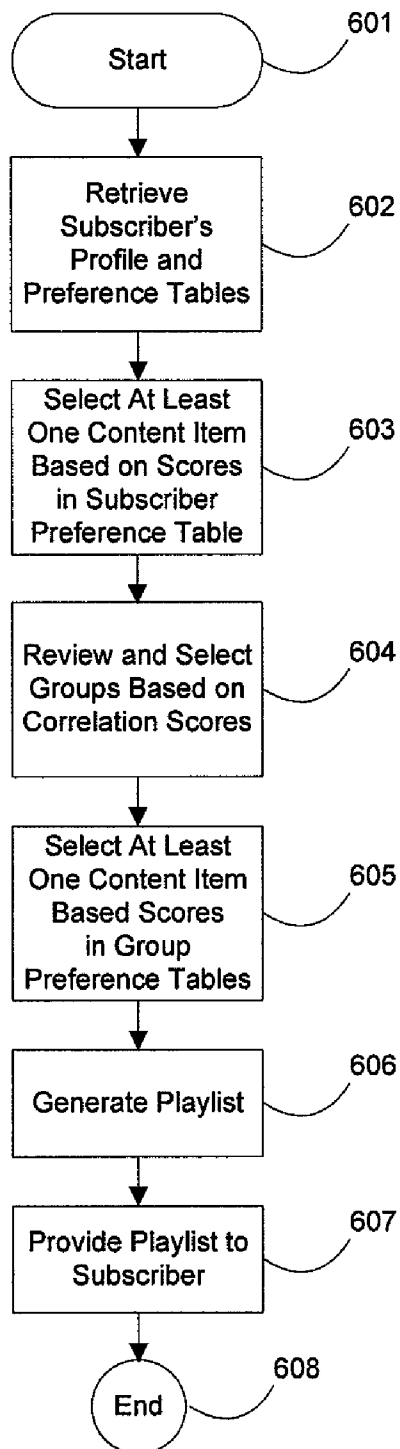 Start
601
Retrieve
Subscriber's
Profile and
Preference Tables
602
Select At Least
One Content Item
Based on Scores
in Subscriber
Preference Table
603
Review and Select
Groups Based on
Correlation Scores
604
Select At Least
One Content Item
Based Scores
in Group
Preference Tables
605
Generate Playlist
606
Provide Playlist to
Subscriber
607
End
608